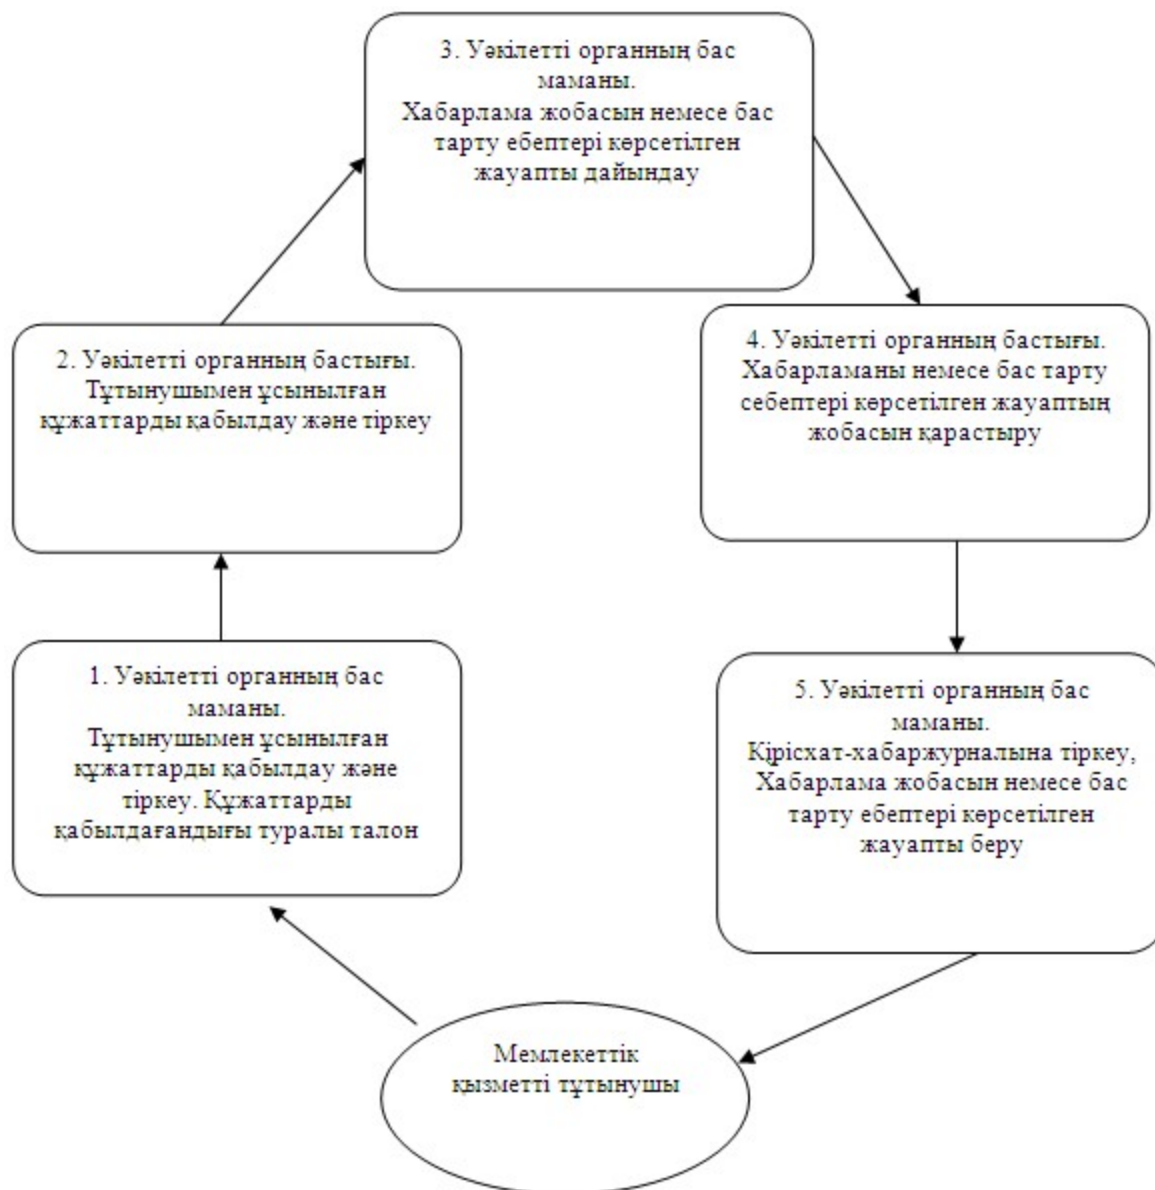 3. Уәкілетті органның бас
маманы.
Хабарлама жобасын немесе бас
тарту ебептері көрсетілген
жауапты дайындау
2. Уәкілетті органның бастығы.
Тұтынушымен ұсынылған
құжаттарды қабылдау және тіркеу
4. Уәкілетті органның бастығы.
Хабарламаны немесе бас тарту
себептері көрсетілген жауаптың
жобасын қарастыру
1. Уәкілетті органның бас
маманы.
Тұтынушымен ұсынылған
құжаттарды қабылдау және
тіркеу. Құжаттарды
қабылдағандығы туралы талон
5. Уәкілетті органның бас
маманы.
Кірісхат-хабаржурналына тіркеу,
Хабарлама жобасын немесе бас
тарту ебептері көрсетілген
жауапты беру
Мемлекеттік
қызметті тұтынушы